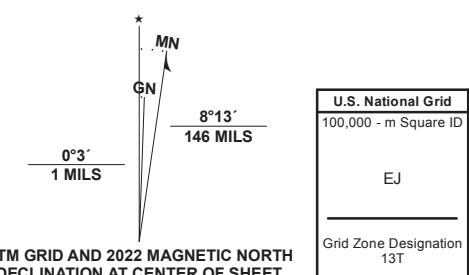 ★
MN
GN
8°13´
146 MILS
0°3´
1 MILS
TM GRID AND 2022 MAGNETIC NORTH
DECLINATION AT CENTER OF SHEET
U.S. National Grid
100,000 - m Square ID
EJ
Grid Zone Designation
13T